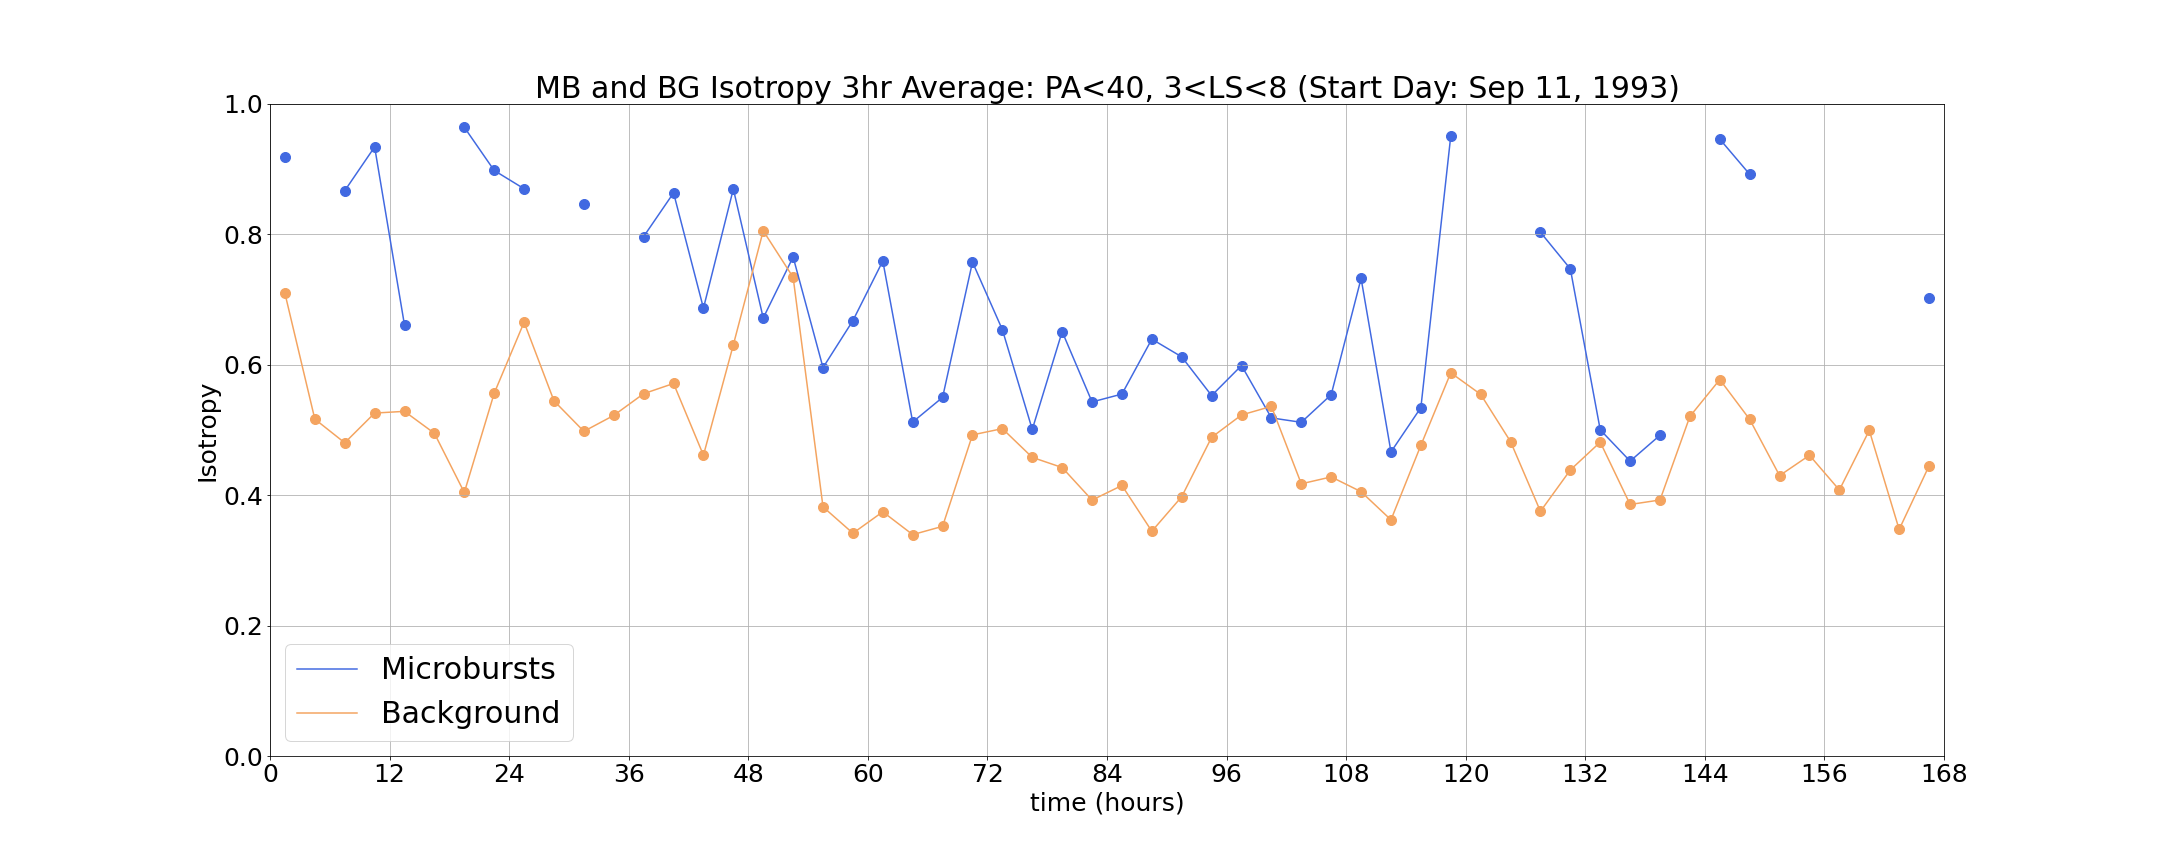 MB and BG Isotropy 3hr Average: PA<40, 3<LS<8 (Start Day: Sep 11, 1993)
1.0
0.8
0.6
0.4
0.2
0.0
Isotropy
Microbursts
Background
0 12 24 36 48 60 72 84 96 108 120 132 144 156 168
time (hours)